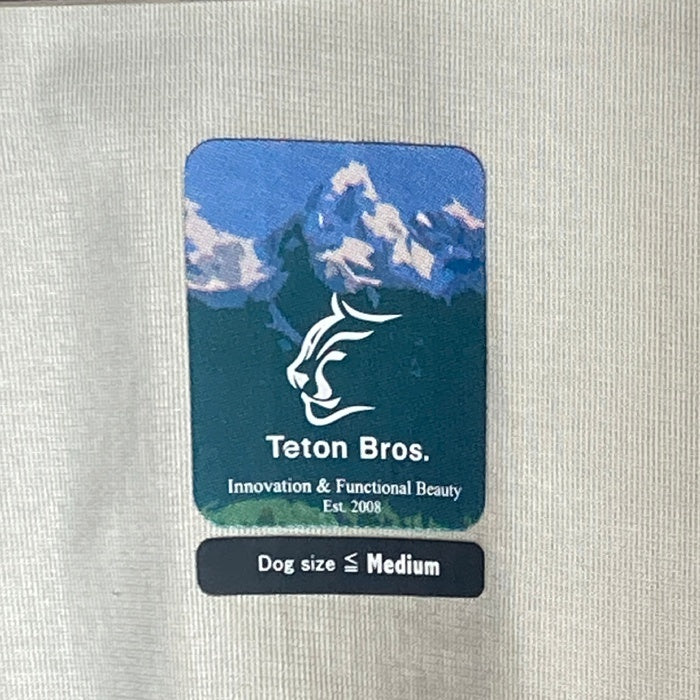 Teton Bros.
Innovation & Functional Beauty
Est. 2008
Dog size ≦ Medium